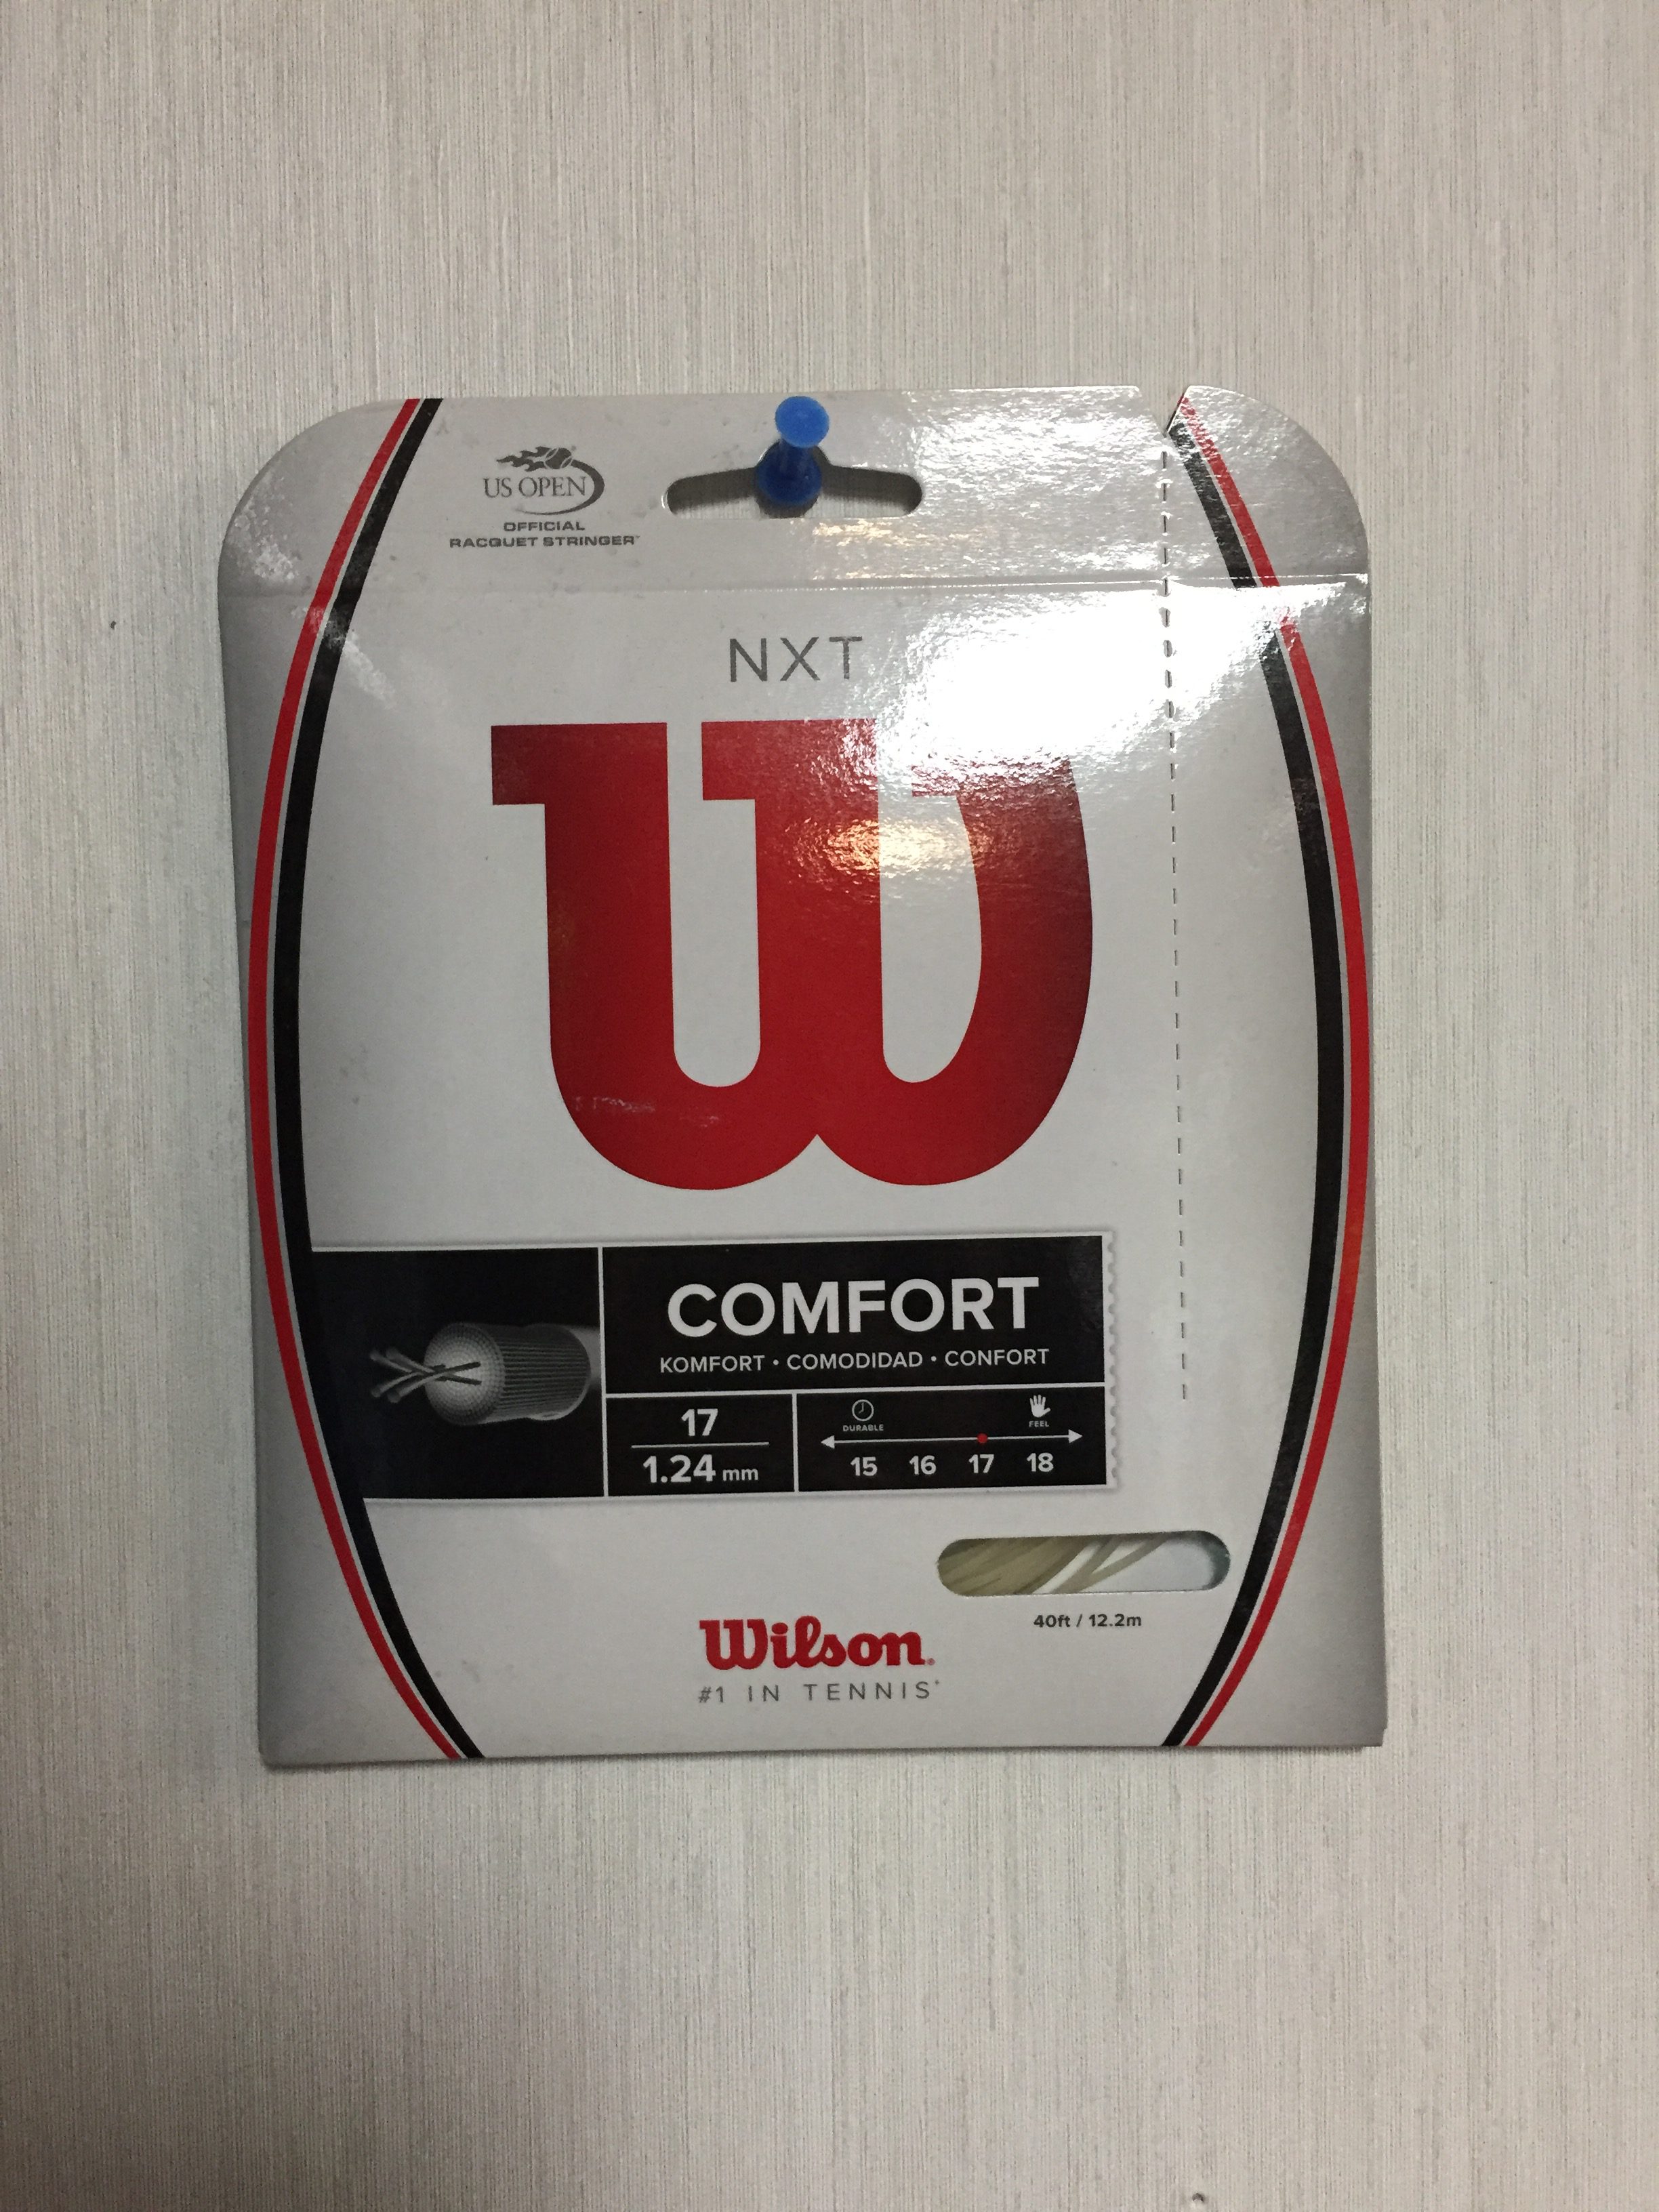 US OPEN
OFFICIAL
RACQUET STRINGER™
NXT
W
COMFORT
KOMFORT • COMODIDAD • CONFORT
17
1.24 mm
DURABLE
FEEL
15 16 17 18
40ft / 12.2m
Wilson®
#1 IN TENNIS*